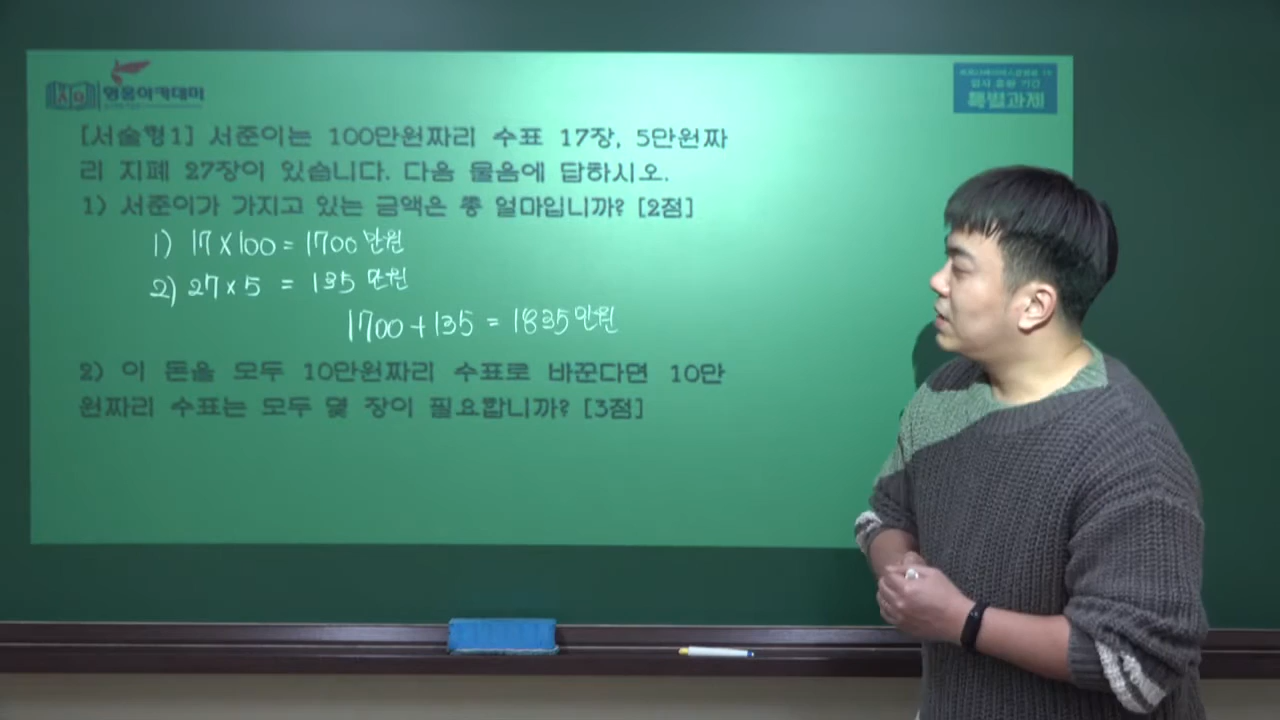 영웅아카데미
특별과제
[서술형1] 서준이는 100만원짜리 수표 17장, 5만원짜
리 지폐 27장이 있습니다. 다음 물음에 답하시오.
1) 서준이가 가지고 있는 금액은 총 얼마입니까? [2점]
1) 17×100 = 1700 만원
2) 27×5 = 135 만원
1700 + 135 = 1835 만원
2) 이 돈을 모두 10만원짜리 수표로 바꾼다면 10만
원짜리 수표는 모두 몇 장이 필요합니까? [3점]